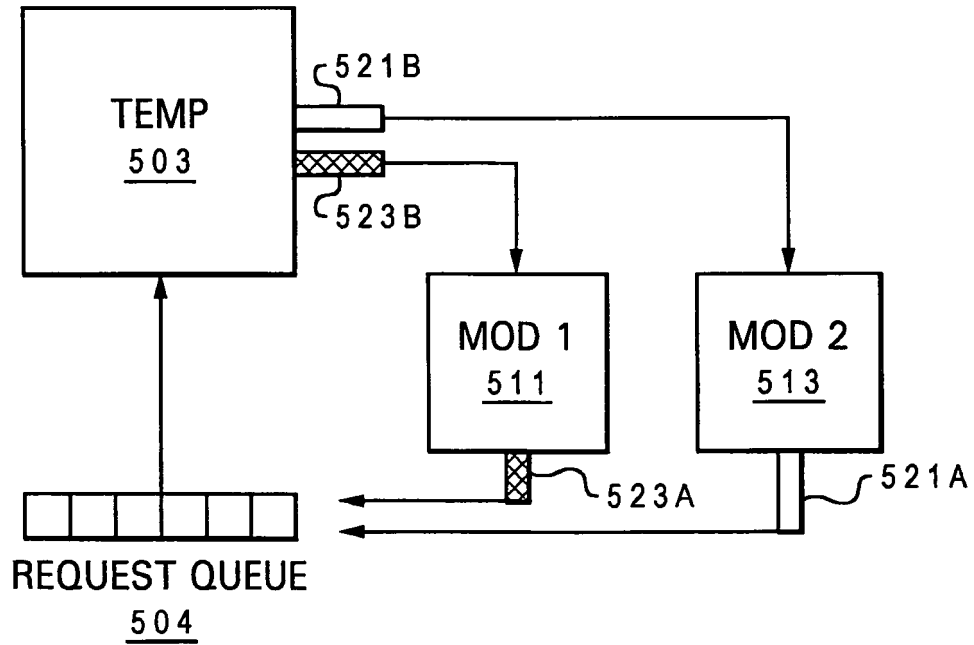 521B
TEMP
503
523B
MOD 1
511
MOD 2
513
523A
521A
REQUEST QUEUE
504